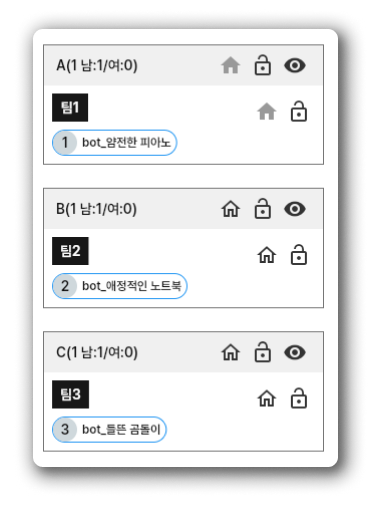 A(1 남:1/여:0)
팀1
1 bot_얌전한 피아노
B(1 남:1/여:0)
팀2
2 bot_애정적인 노트북
C(1 남:1/여:0)
팀3
3 bot_들뜬 곰돌이